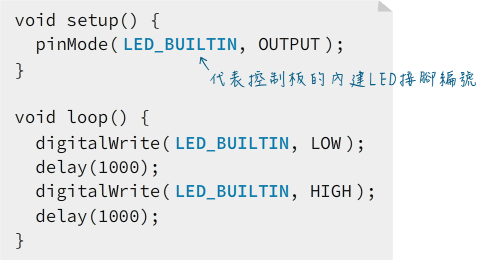 void setup() {
  pinMode(LED_BUILTIN, OUTPUT);
}
代表控制板的內建LED接腳編號
void loop() {
  digitalWrite(LED_BUILTIN, LOW);
  delay(1000);
  digitalWrite(LED_BUILTIN, HIGH);
  delay(1000);
}